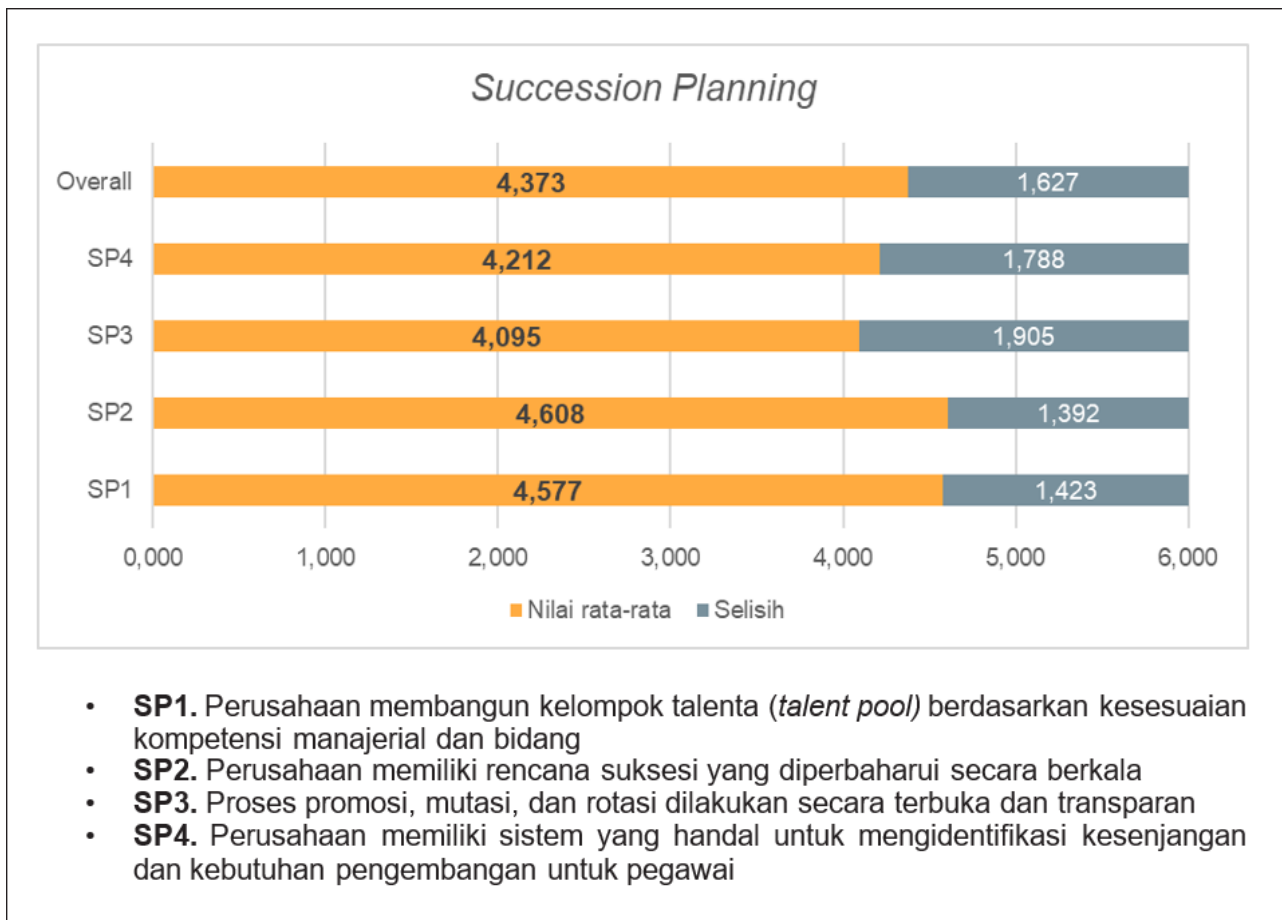 Succession Planning
Overall 4,373 1,627
SP4 4,212 1,788
SP3 4,095 1,905
SP2 4,608 1,392
SP1 4,577 1,423
0,000 1,000 2,000 3,000 4,000 5,000 6,000
Nilai rata-rata Selisih
• SP1. Perusahaan membangun kelompok talenta (talent pool) berdasarkan kesesuaian
kompetensi manajerial dan bidang
• SP2. Perusahaan memiliki rencana suksesi yang diperbaharui secara berkala
• SP3. Proses promosi, mutasi, dan rotasi dilakukan secara terbuka dan transparan
• SP4. Perusahaan memiliki sistem yang handal untuk mengidentifikasi kesenjangan
dan kebutuhan pengembangan untuk pegawai